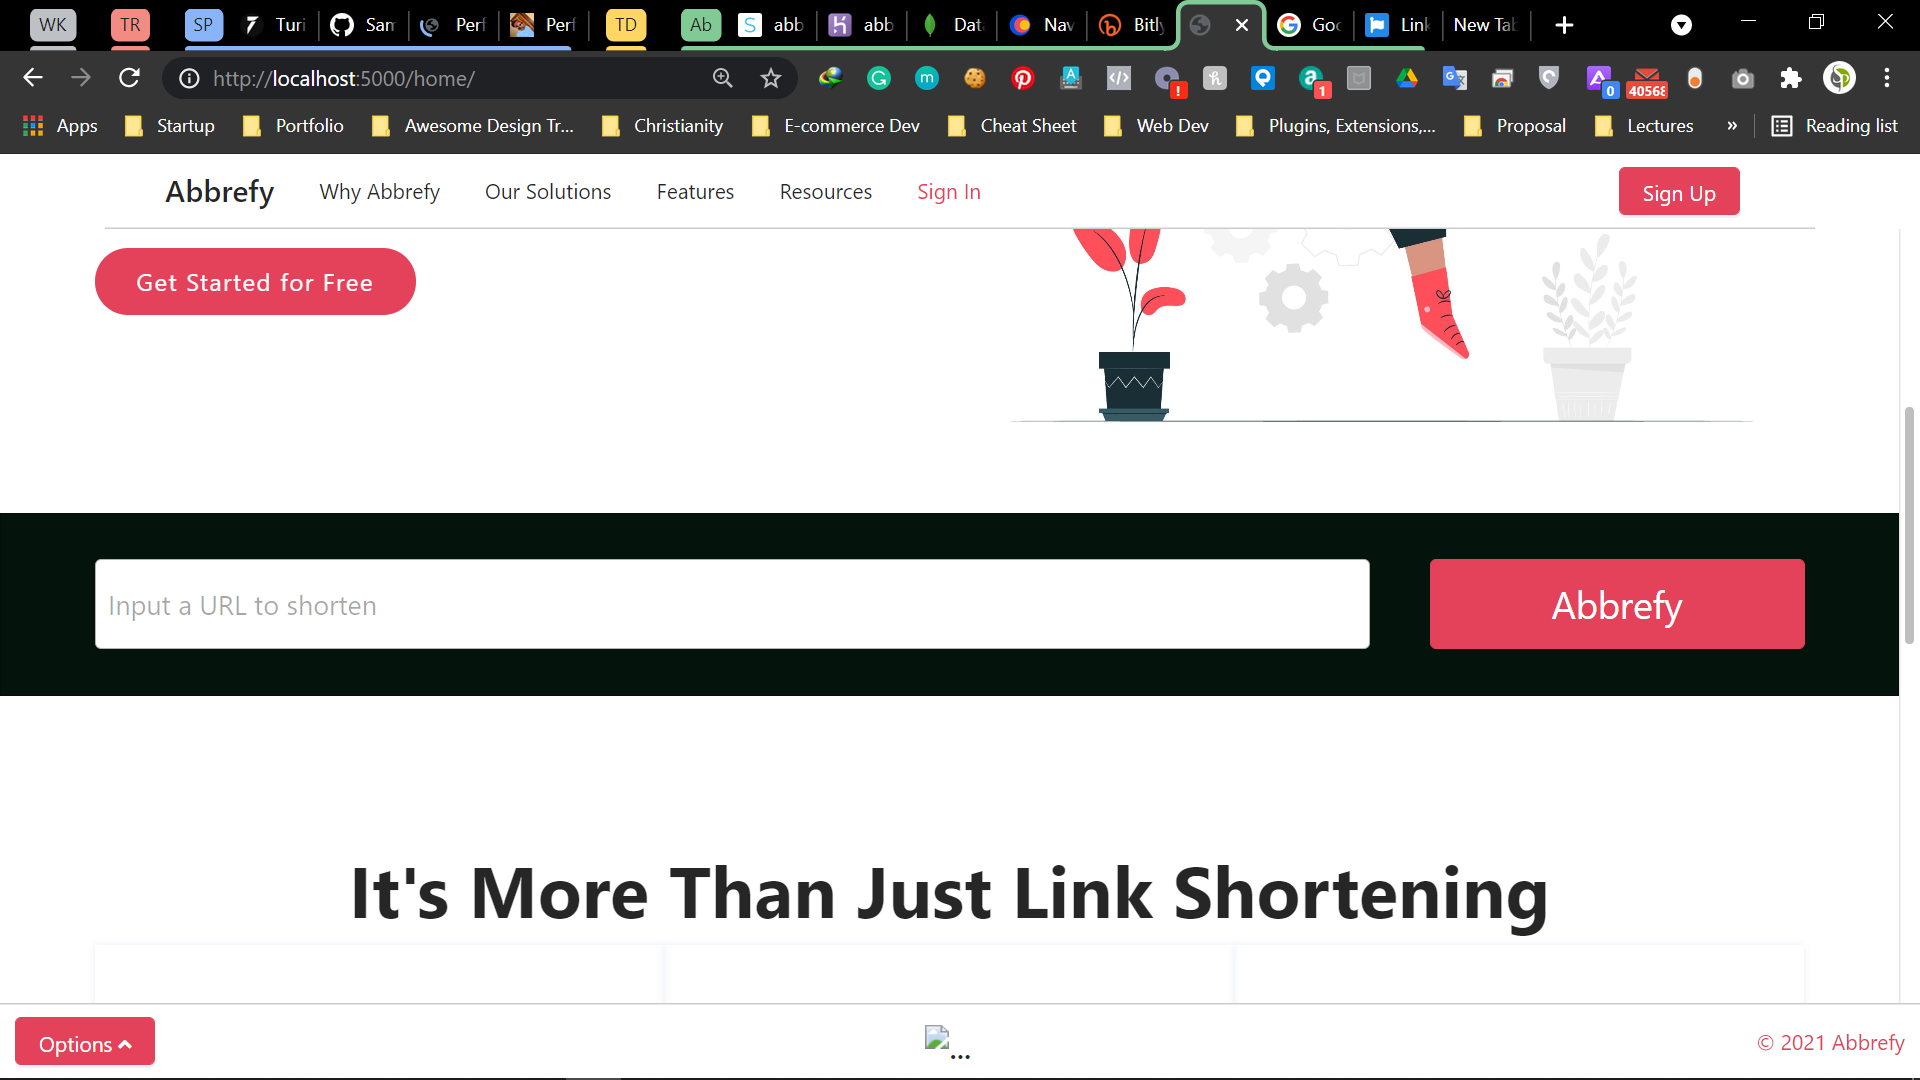 WK TR SP Turi Sam Perf Perf TD Ab abb abb Data Nav Bitly Goo Link New Tab
http://localhost:5000/home/
! 1 0 40568
Apps Startup Portfolio Awesome Design Tr... Christianity E-commerce Dev Cheat Sheet Web Dev Plugins, Extensions,... Proposal Lectures » Reading list
Abbrefy Why Abbrefy Our Solutions Features Resources Sign In Sign Up
Get Started for Free
Input a URL to shorten
Abbrefy
It's More Than Just Link Shortening
Options
...
© 2021 Abbrefy